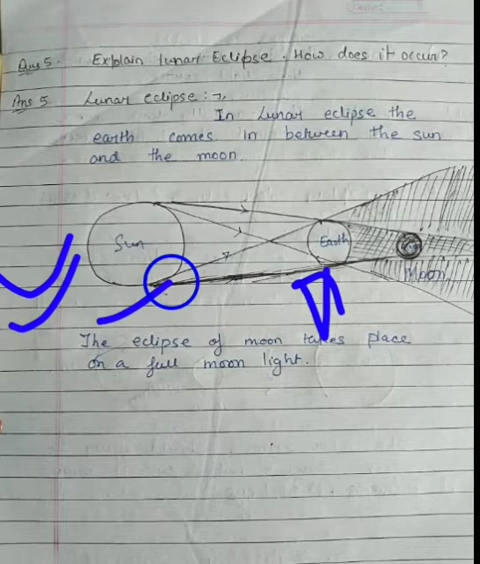 Ques 5. Explain lunar Eclipse. How does it occur?
Ans 5 Lunar eclipse :→
In Lunar eclipse the
earth comes in between the sun
and the moon.
Sun
Earth
Moon
The eclipse of moon takes place
on a full moon light.